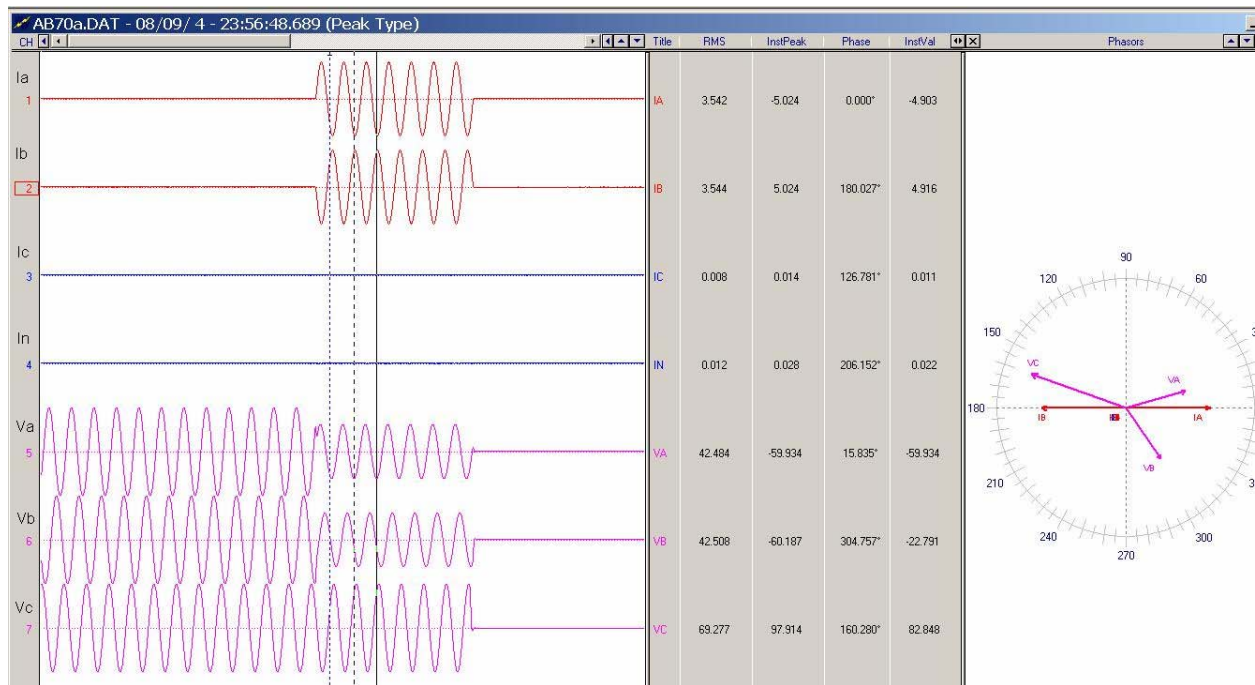 AB70a.DAT - 08/09/ 4 - 23:56:48.689 (Peak Type)
CH Title RMS InstPeak Phase InstVal Phasors
Ia
1 IA 3.542 -5.024 0.000° -4.903
Ib
2 IB 3.544 5.024 180.027° 4.916
Ic
3 IC 0.008 0.014 126.781° 0.011
In
4 IN 0.012 0.028 206.152° 0.022
Va
5 VA 42.484 -59.934 15.835° -59.934
Vb
6 VB 42.508 -60.187 304.757° -22.791
Vc
7 VC 69.277 97.914 160.280° 82.848
90
120 60
150
VC VA
180 IB IA
VB
210
240 300
270